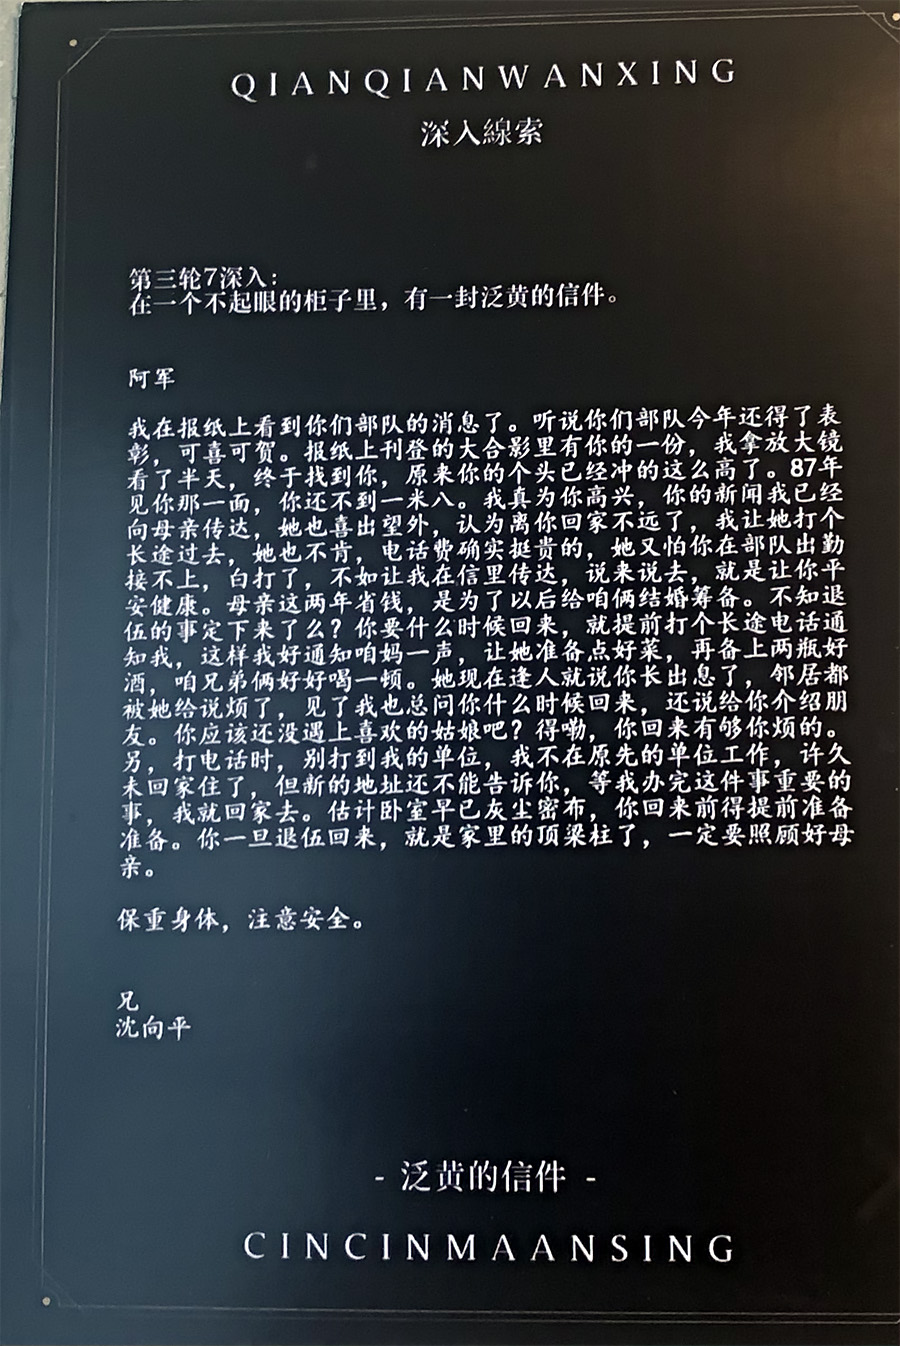 QIANQIANWANXING
深入線索
第三轮7深入：
在一个不起眼的柜子里，有一封泛黄的信件。
阿军
我在报纸上看到你们部队的消息了。听说你们部队今年还得了表
彰，可喜可贺。报纸上刊登的大合影里有你的一份，我拿放大镜
看了半天，终于找到你，原来你的个头已经冲的这么高了。87年
见你那一面，你还不到一米八。我真为你高兴，你的新闻我已经
向母亲传达，她也喜出望外，认为离你回家不远了，我让她打个
长途过去，她也不肯，电话费确实挺贵的，她又怕你在部队出勤
接不上，白打了，不如让我在信里传达，说来说去，就是让你平
安健康。母亲这两年省钱，是为了以后给咱俩结婚筹备。不知退
伍的事定下来了么？你要什么时候回来，就提前打个长途电话通
知我，这样我好通知咱妈一声，让她准备点好菜，再备上两瓶好
酒，咱兄弟俩好好喝一顿。她现在逢人就说你长出息了，邻居都
被她给说烦了，见了我也总问你什么时候回来，还说给你介绍朋
友。你应该还没遇上喜欢的姑娘吧？得嘞，你回来有够你烦的。
另，打电话时，别打到我的单位，我不在原先的单位工作，许久
未回家住了，但新的地址还不能告诉你，等我办完这件事重要的
事，我就回家去。估计卧室早已灰尘密布，你回来前得提前准备
准备。你一旦退伍回来，就是家里的顶梁柱了，一定要照顾好母
亲。
保重身体，注意安全。
兄
沈向平
- 泛黄的信件 -
CINCINMAANSING